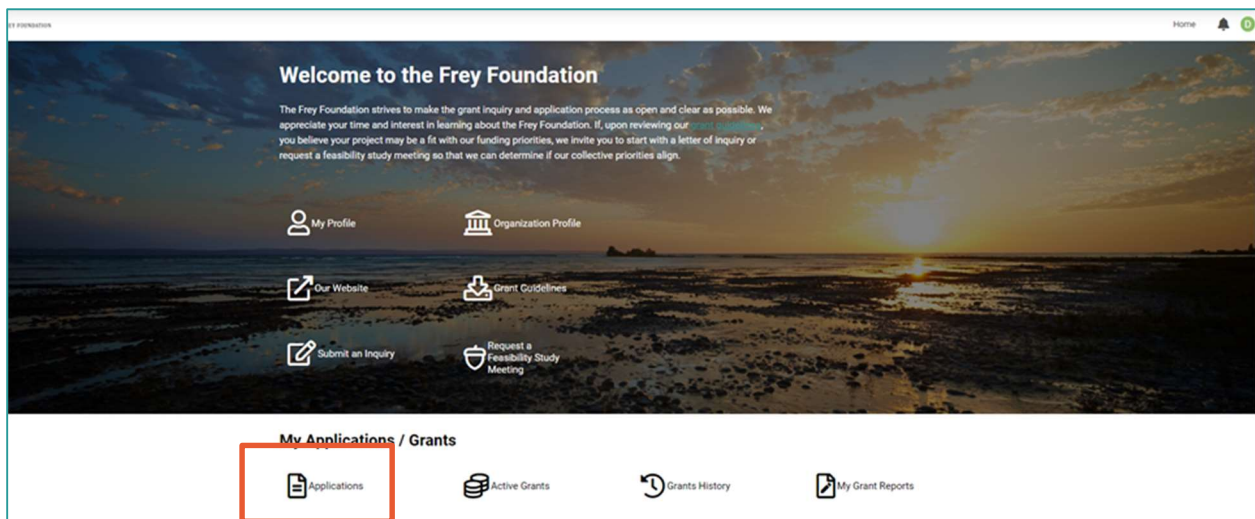 EY FOUNDATION
Home
D
Welcome to the Frey Foundation
The Frey Foundation strives to make the grant inquiry and application process as open and clear as possible. We
appreciate your time and interest in learning about the Frey Foundation. If, upon reviewing our grant guidelines,
you believe your project may be a fit with our funding priorities, we invite you to start with a letter of inquiry or
request a feasibility study meeting so that we can determine if our collective priorities align.
My Profile
Organization Profile
Our Website
Grant Guidelines
Submit an Inquiry
Request a
Feasibility Study
Meeting
My Applications / Grants
Applications
Active Grants
Grants History
My Grant Reports